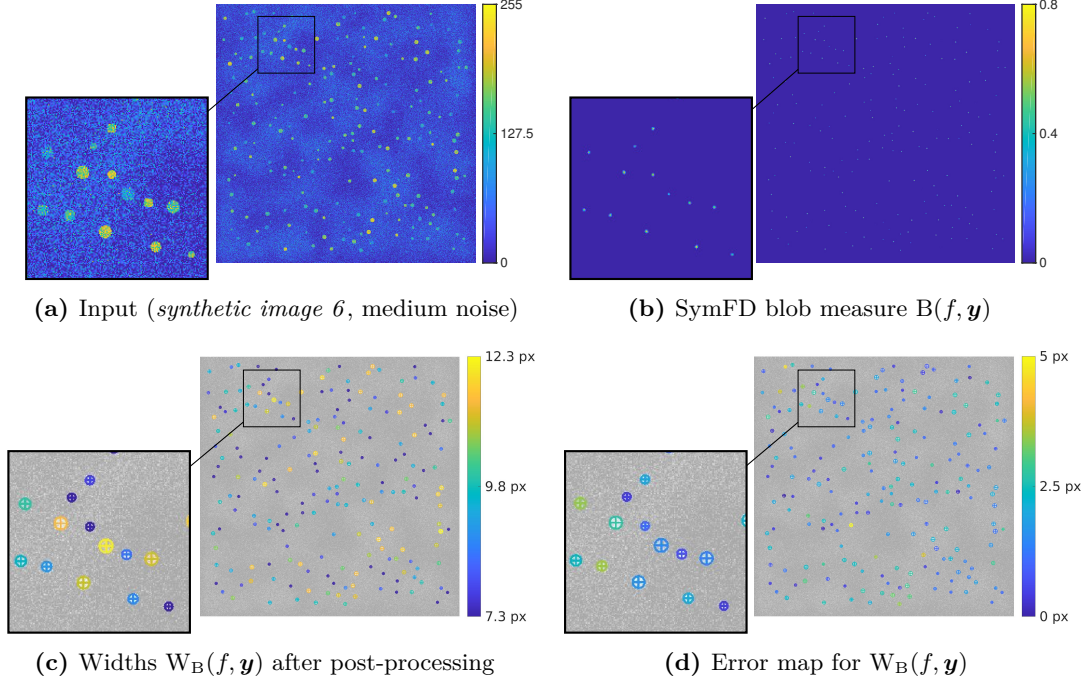 255
127.5
0
0.8
0.4
0
(a) Input (synthetic image 6, medium noise)
(b) SymFD blob measure B(f, y)
12.3 px
9.8 px
7.3 px
5 px
2.5 px
0 px
(c) Widths W_B(f, y) after post-processing
(d) Error map for W_B(f, y)